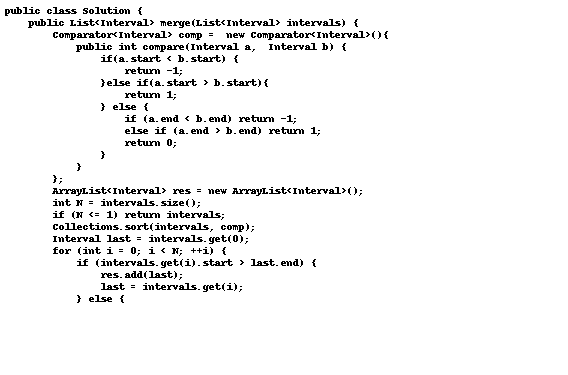 public class Solution {
    public List<Interval> merge(List<Interval> intervals) {
        Comparator<Interval> comp =  new Comparator<Interval>(){
            public int compare(Interval a,  Interval b) {
                if(a.start < b.start) {
                    return -1;
                }else if(a.start > b.start){
                    return 1;
                } else {
                    if (a.end < b.end) return -1;
                    else if (a.end > b.end) return 1;
                    return 0;
                }
            }
        };
        ArrayList<Interval> res = new ArrayList<Interval>();
        int N = intervals.size();
        if (N <= 1) return intervals;
        Collections.sort(intervals, comp);
        Interval last = intervals.get(0);
        for (int i = 0; i < N; ++i) {
            if (intervals.get(i).start > last.end) {
                res.add(last);
                last = intervals.get(i);
            } else {